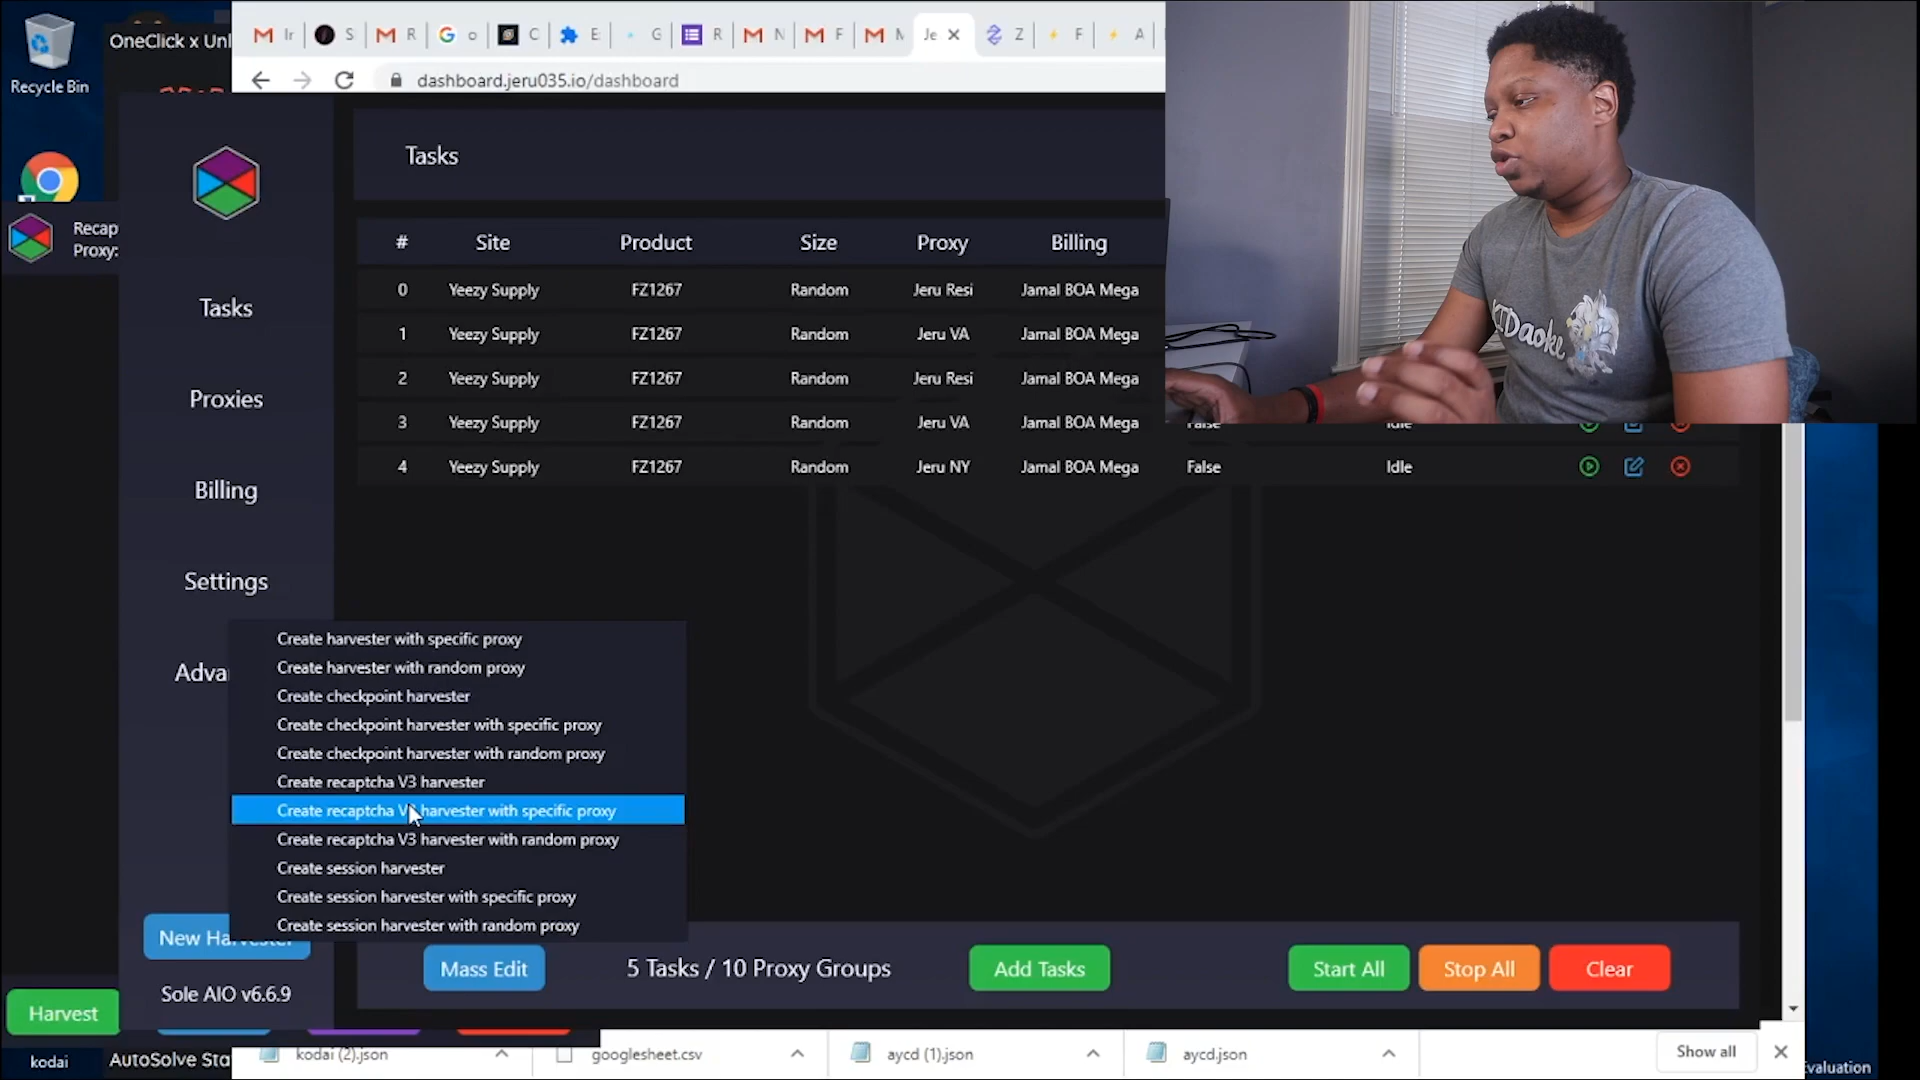 OneClick x Unl
Recycle Bin
Ir
S
R
o
C
E
G
R
N
F
M
Je
Z
F
A
dashboard.jeru035.io/dashboard
Recap
Proxy:
Tasks
Proxies
Billing
Settings
Adva
Tasks
# Site Product Size Proxy Billing
0 Yeezy Supply FZ1267 Random Jeru Resi Jamal BOA Mega
1 Yeezy Supply FZ1267 Random Jeru VA Jamal BOA Mega
2 Yeezy Supply FZ1267 Random Jeru Resi Jamal BOA Mega
3 Yeezy Supply FZ1267 Random Jeru VA Jamal BOA Mega False Idle
4 Yeezy Supply FZ1267 Random Jeru NY Jamal BOA Mega False Idle
Create harvester with specific proxy
Create harvester with random proxy
Create checkpoint harvester
Create checkpoint harvester with specific proxy
Create checkpoint harvester with random proxy
Create recaptcha V3 harvester
Create recaptcha V3 harvester with specific proxy
Create recaptcha V3 harvester with random proxy
Create session harvester
Create session harvester with specific proxy
Create session harvester with random proxy
New Harvester
Sole AIO v6.6.9
Mass Edit
5 Tasks / 10 Proxy Groups
Add Tasks
Start All
Stop All
Clear
Harvest
kodai
AutoSolve Sta
kodai (2).json
googlesheet.csv
aycd (1).json
aycd.json
Show all
Evaluation